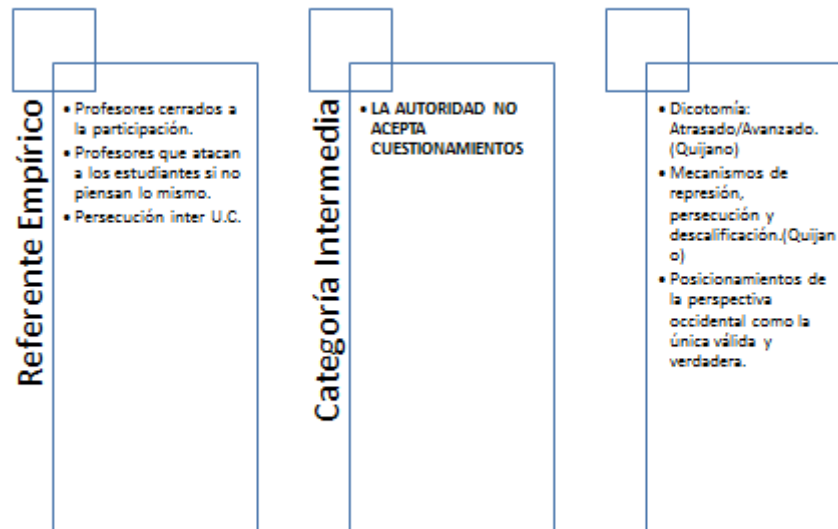 Referente Empírico
• Profesores cerrados a
la participación.
• Profesores que atacan
a los estudiantes si no
piensan lo mismo.
• Persecución inter U.C.
Categoría Intermedia
• LA AUTORIDAD NO
ACEPTA
CUESTIONAMIENTOS
• Dicotomía:
Atrasado/Avanzado.
(Quijano)
• Mecanismos de
represión,
persecución y
descalificación.(Quijan
o)
• Posicionamientos de
la perspectiva
occidental como la
única válida y
verdadera.